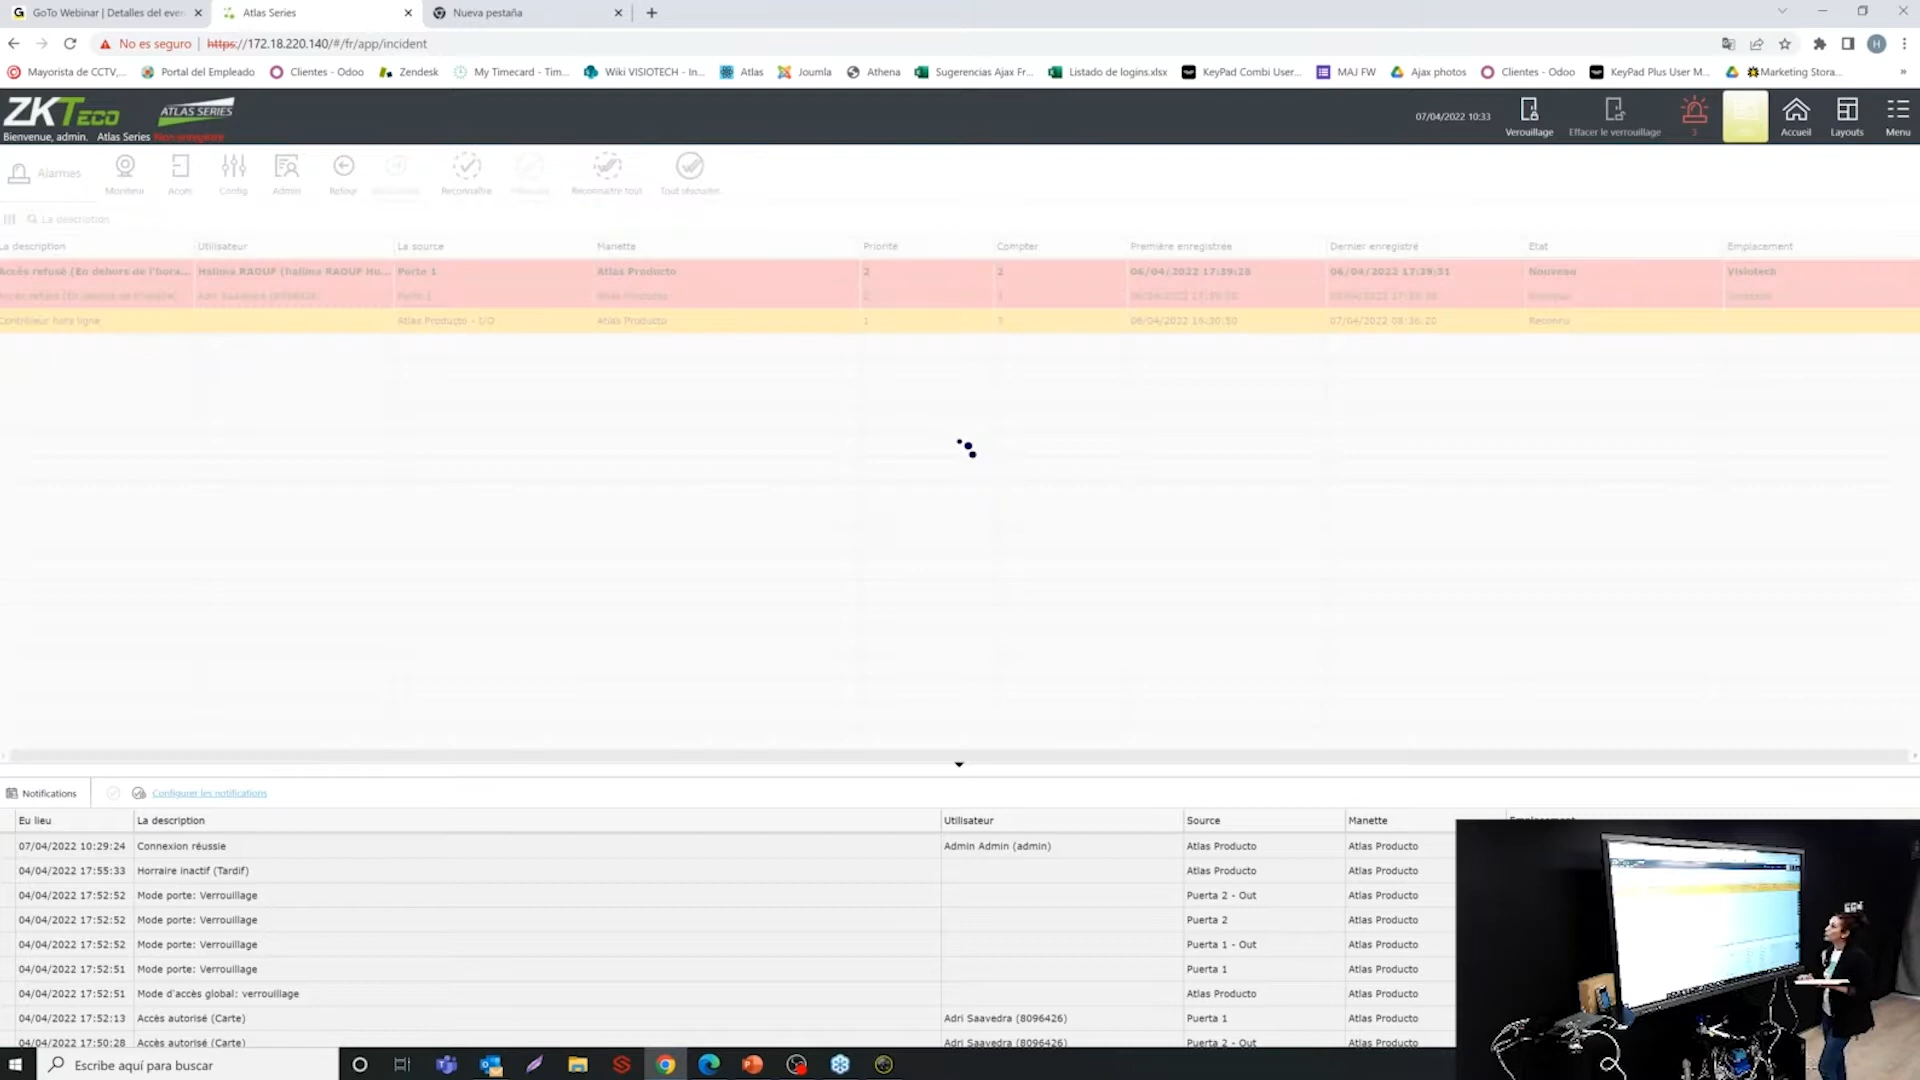 GoTo Webinar | Detalles del even
Atlas Series
Nueva pestaña
No es seguro
https://172.18.220.140/#/fr/app/incident
Mayorista de CCTV,...
Portal del Empleado
Clientes - Odoo
Zendesk
My Timecard - Tim...
Wiki VISIOTECH - In...
Atlas
Joumla
Athena
Sugerencias Ajax Fr...
Listado de logins.xlsx
KeyPad Combi User...
MAJ FW
Ajax photos
Clientes - Odoo
KeyPad Plus User M...
Marketing Stora...
ZKTECO
ATLAS SERIES
Bienvenue, admin. Atlas Series Non enregistré
07/04/2022 10:33
Verouillage
Effacer le verrouillage
3
Accueil
Layouts
Menu
Alarmes
Moniteur
Accès
Config
Admin
Retour
Reconnaître
Reconnaitre tout
Tout résoudre
La description
La description Utilisateur La source Manette Priorité Compter Première enregistrée Dernier enregistré Etat Emplacement
Accès refusé (En dehors de l'hora... Halima RAOUF (halima RAOUF Hu... Porte 1 Atlas Producto 2 2 06/04/2022 17:39:28 06/04/2022 17:39:31 Nouveau Visiotech
Contrôleur hors ligne Atlas Producto - I/O Atlas Producto 1 06/04/2022 16:30:50 07/04/2022 08:36:20 Reconnu
Notifications
Configurer les notifications
Eu lieu La description Utilisateur Source Manette
07/04/2022 10:29:24 Connexion réussie Admin Admin (admin) Atlas Producto Atlas Producto
04/04/2022 17:55:33 Horraire inactif (Tardif) Atlas Producto Atlas Producto
04/04/2022 17:52:52 Mode porte: Verrouillage Puerta 2 - Out Atlas Producto
04/04/2022 17:52:52 Mode porte: Verrouillage Puerta 2 Atlas Producto
04/04/2022 17:52:52 Mode porte: Verrouillage Puerta 1 - Out Atlas Producto
04/04/2022 17:52:51 Mode porte: Verrouillage Puerta 1 Atlas Producto
04/04/2022 17:52:51 Mode d'accès global: verrouillage Atlas Producto Atlas Producto
04/04/2022 17:52:13 Accès autorisé (Carte) Adri Saavedra (8096426) Puerta 1 Atlas Producto
04/04/2022 17:50:28 Accès autorisé (Carte) Adri Saavedra (8096426) Puerta 2 - Out Atlas Producto
Escribe aquí para buscar